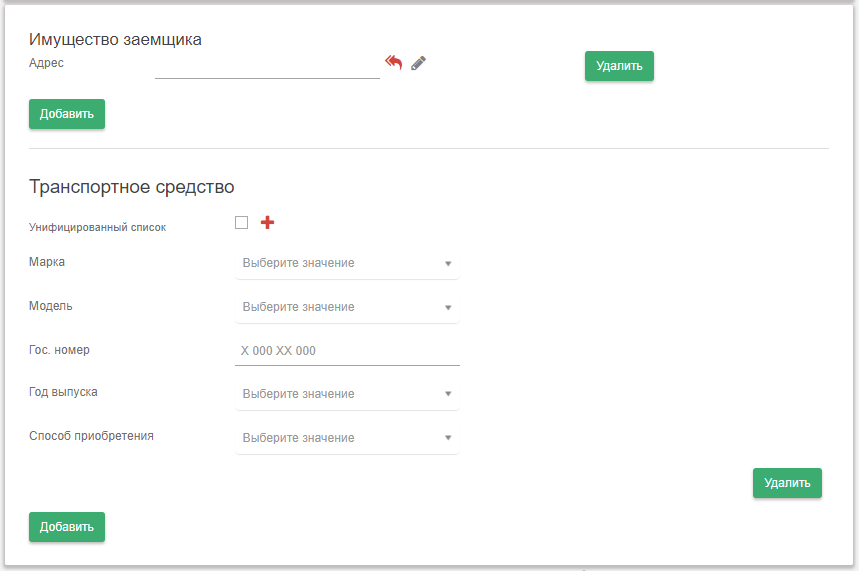 Имущество заемщика
Адрес
Удалить
Добавить
Транспортное средство
Унифицированный список
Марка Выберите значение
Модель Выберите значение
Гос. номер X 000 XX 000
Год выпуска Выберите значение
Способ приобретения Выберите значение
Удалить
Добавить